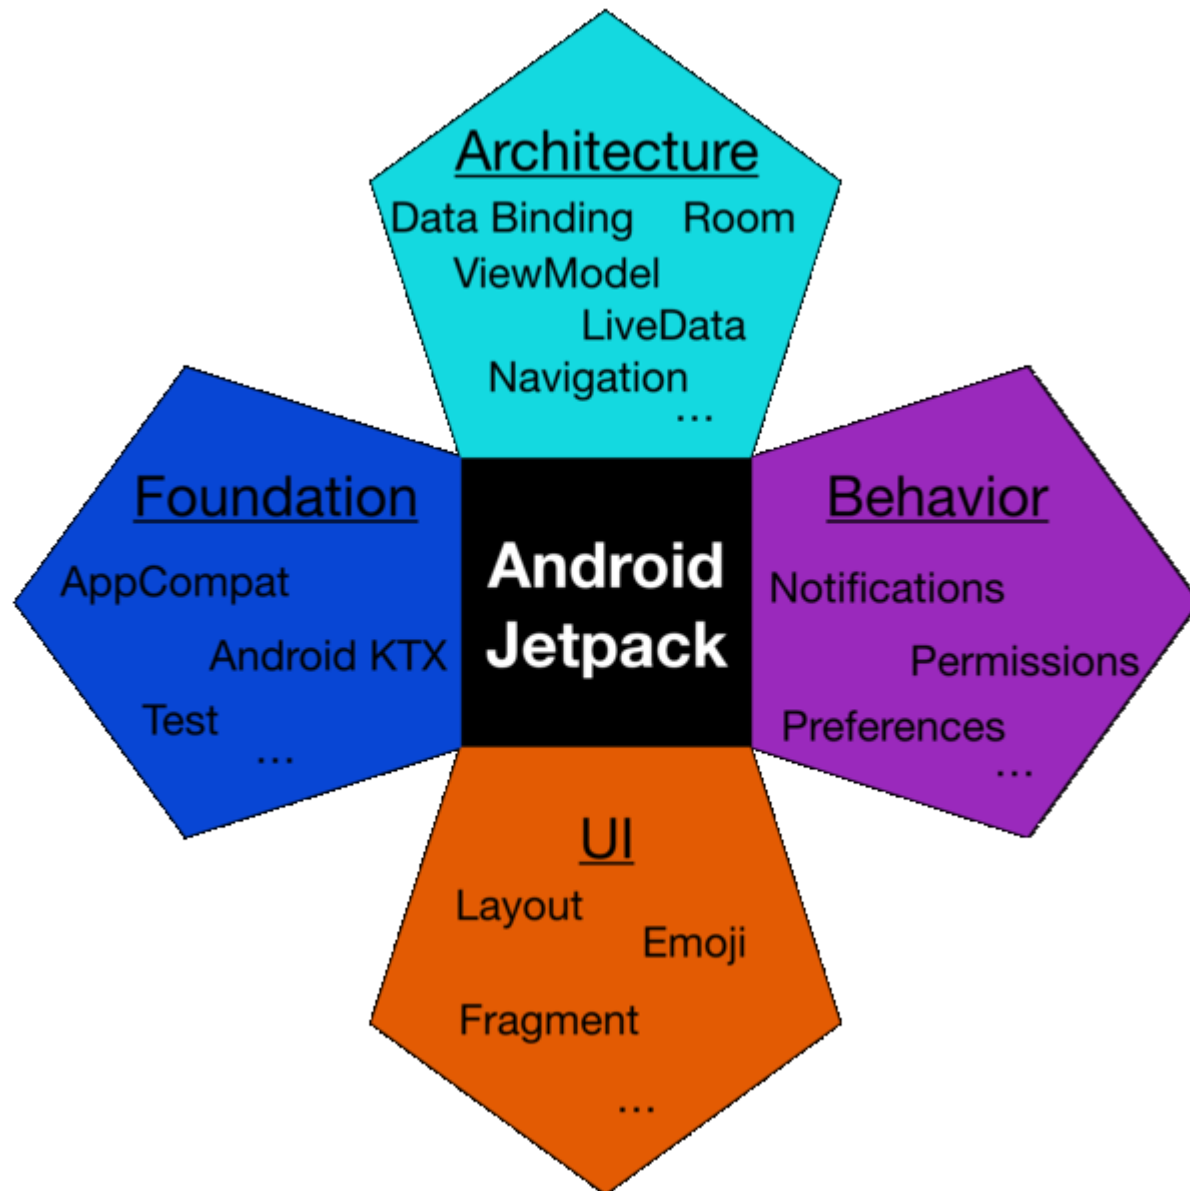 Architecture
Data Binding Room
ViewModel
LiveData
Navigation
...
Foundation
AppCompat
Android KTX
Test
...
Android
Jetpack
Behavior
Notifications
Permissions
Preferences
...
UI
Layout
Emoji
Fragment
...